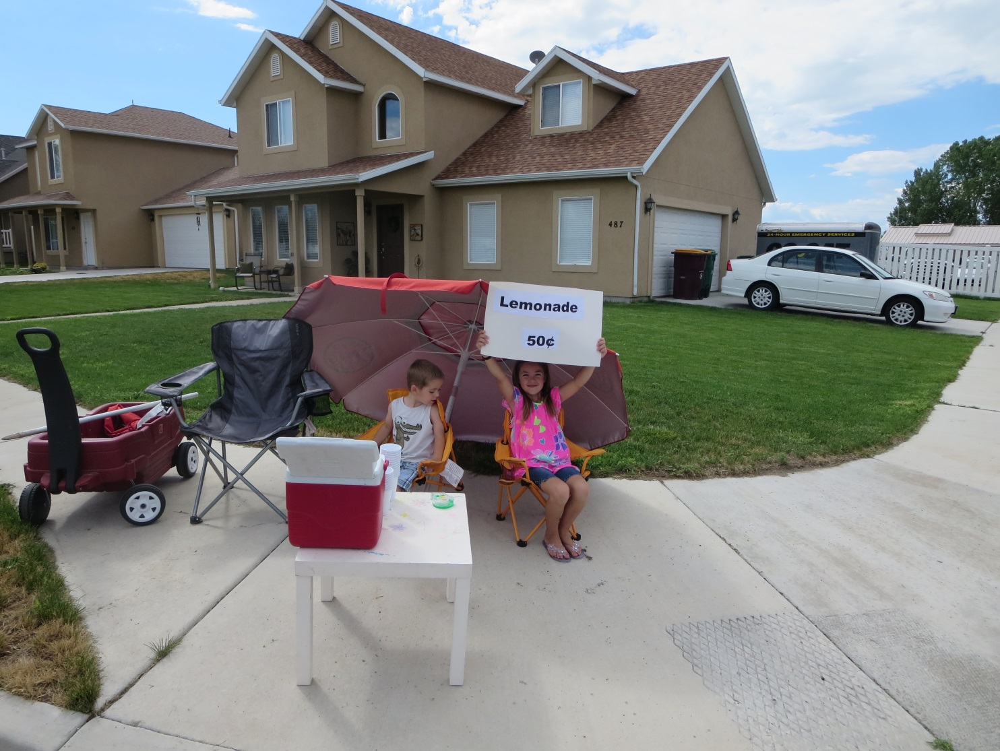 Lemonade
50¢
487
24-HOUR EMERGENCY SERVICES